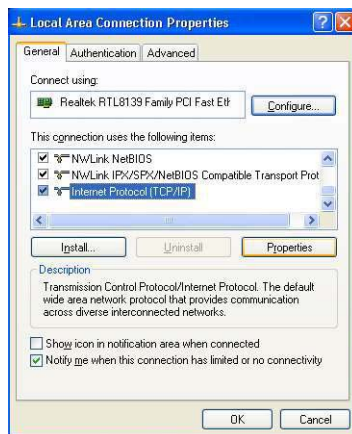 Local Area Connection Properties
General Authentication Advanced
Connect using:
Realtek RTL8139 Family PCI Fast Eth
Configure...
This connection uses the following items:
NWLink NetBIOS
NWLink IPX/SPX/NetBIOS Compatible Transport Prot
Internet Protocol (TCP/IP)
Install... Uninstall Properties
Description
Transmission Control Protocol/Internet Protocol. The default
wide area network protocol that provides communication
across diverse interconnected networks.
Show icon in notification area when connected
Notify me when this connection has limited or no connectivity
OK Cancel